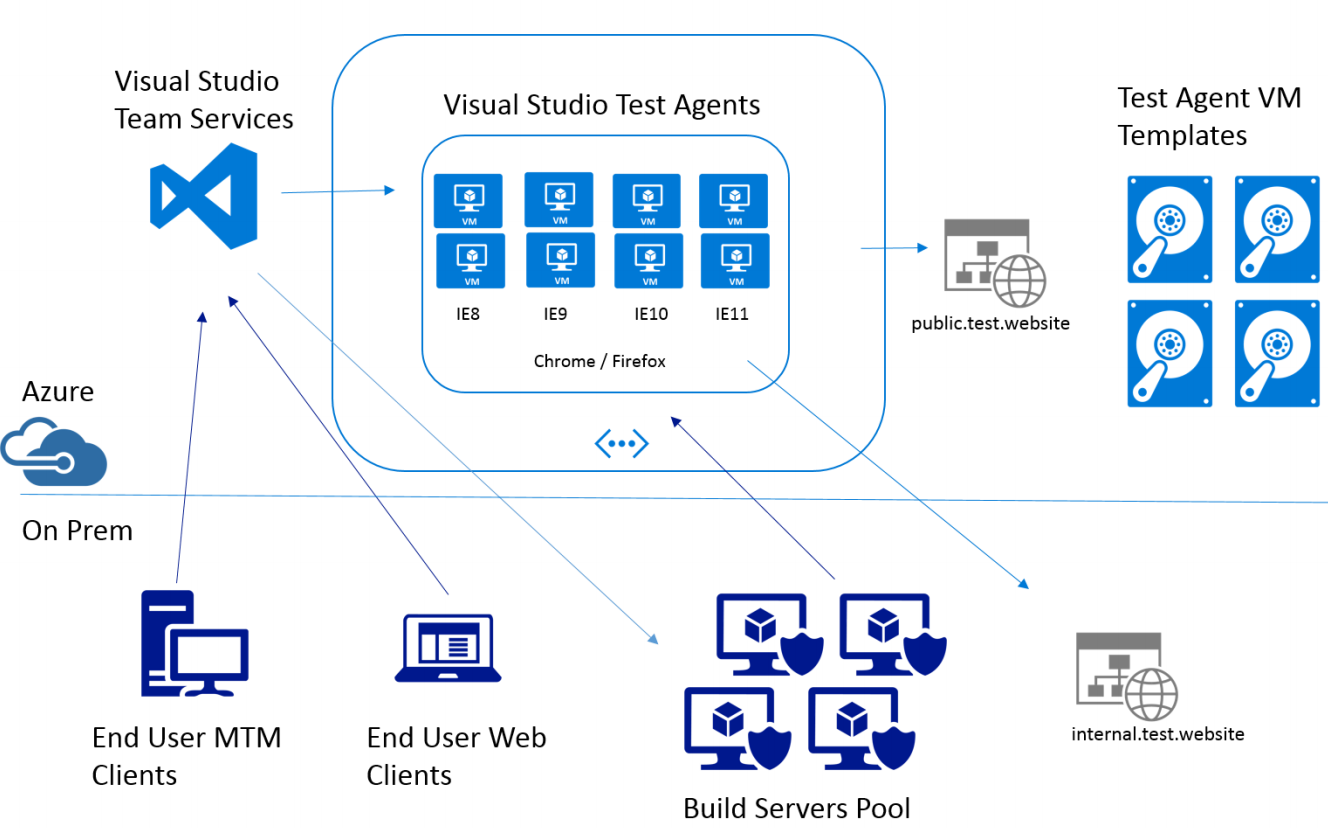 Visual Studio
Team Services
Visual Studio Test Agents
Test Agent VM
Templates
VM VM VM VM
VM VM VM VM
IE8 IE9 IE10 IE11
Chrome / Firefox
public.test.website
Azure
On Prem
End User MTM
Clients
End User Web
Clients
Build Servers Pool
internal.test.website